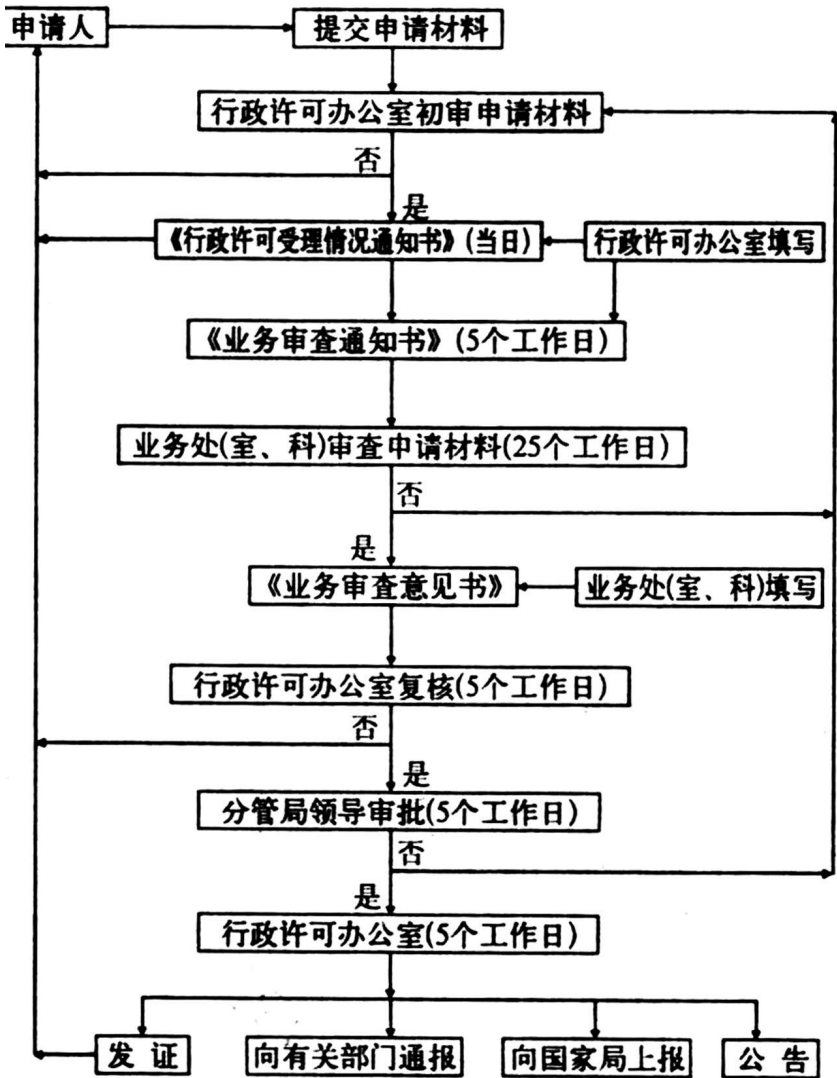 申请人
提交申请材料
行政许可办公室初审申请材料
否
是
《行政许可受理情况通知书》(当日)
行政许可办公室填写
《业务审查通知书》(5个工作日)
业务处(室、科)审查申请材料(25个工作日)
否
是
《业务审查意见书》
业务处(室、科)填写
行政许可办公室复核(5个工作日)
否
是
分管局领导审批(5个工作日)
否
是
行政许可办公室(5个工作日)
发 证
向有关部门通报
向国家局上报
公 告